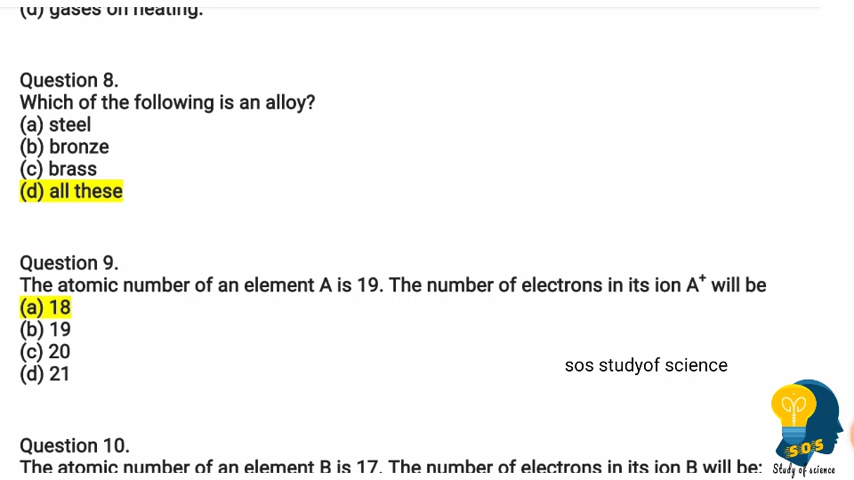 (d) gases on heating.
Question 8.
Which of the following is an alloy?
(a) steel
(b) bronze
(c) brass
(d) all these
Question 9.
The atomic number of an element A is 19. The number of electrons in its ion A⁺ will be
(a) 18
(b) 19
(c) 20
(d) 21
sos studyof science
SOS
Study of science
Question 10.
The atomic number of an element B is 17. The number of electrons in its ion B will be: